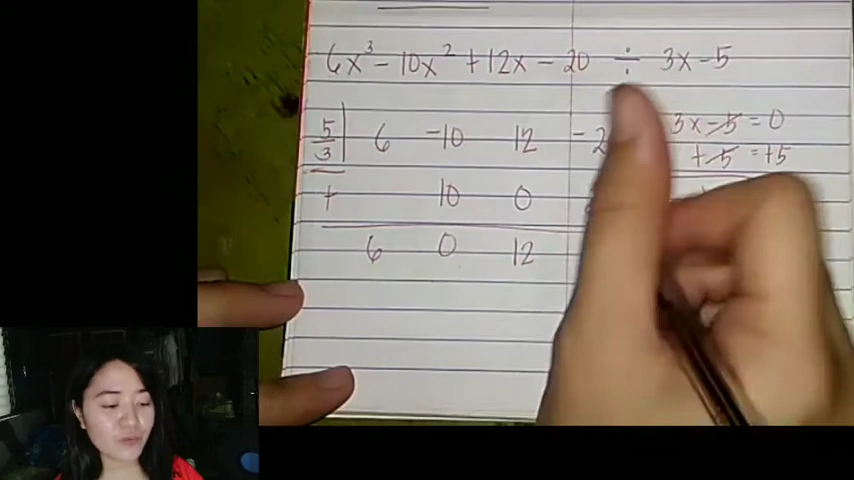 6x³ - 10x² + 12x - 20 ÷ 3x - 5
5/3 6 -10 12 - 2 3x - 5 = 0
+ 5 = +5
+ 10 0
6 0 12